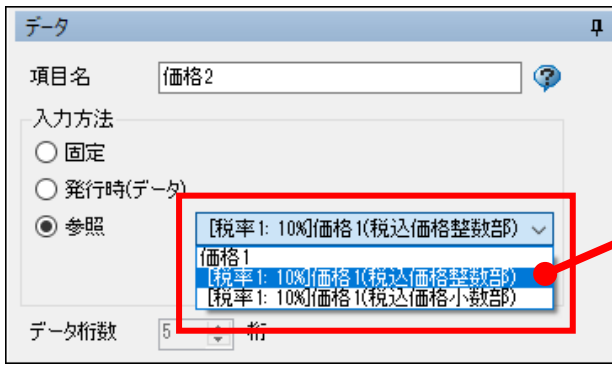 データ
項目名 価格2
入力方法
固定
発行時(データ)
参照 [税率1: 10%]価格1(税込価格整数部)
価格1
[税率1: 10%]価格1(税込価格整数部)
[税率1: 10%]価格1(税込価格小数部)
データ桁数 5 桁